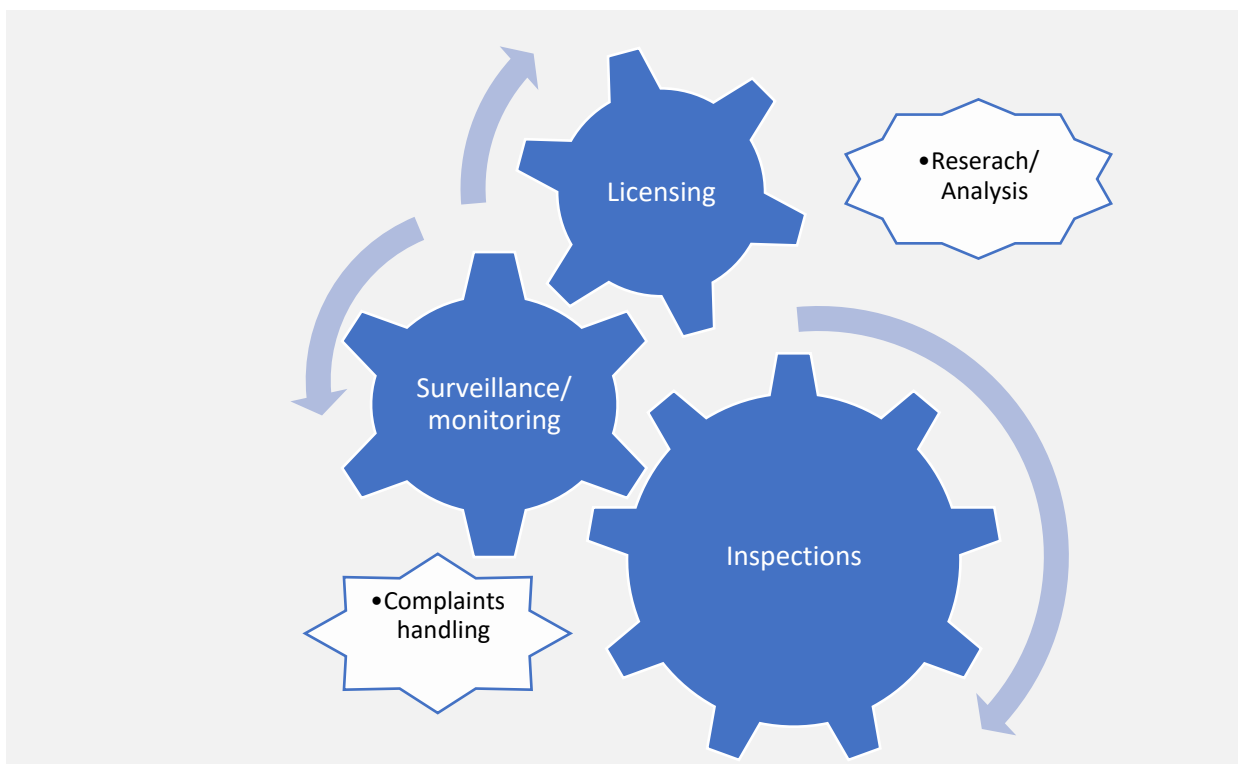 Licensing
•Reserach/
Analysis
Surveillance/
monitoring
Inspections
•Complaints
handling